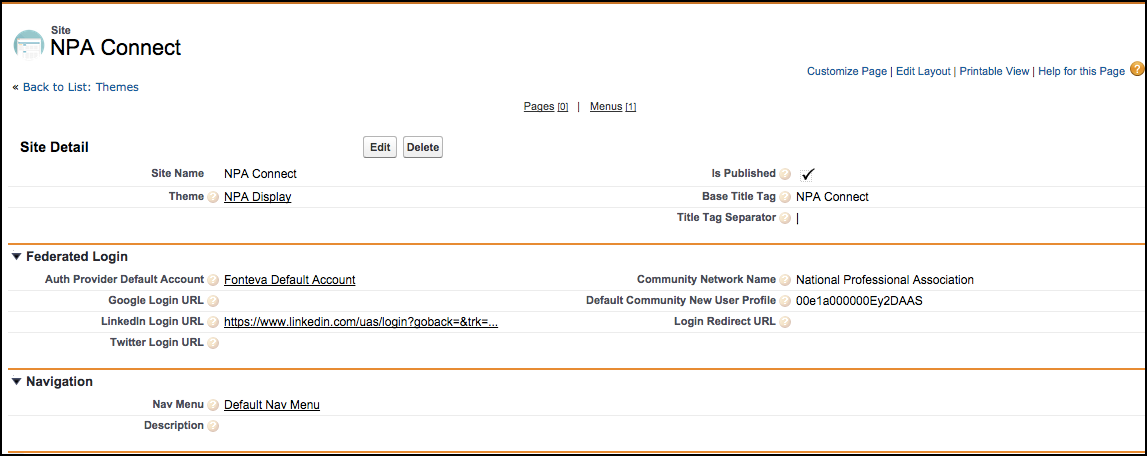 Site
NPA Connect
Customize Page | Edit Layout | Printable View | Help for this Page ?
« Back to List: Themes
Pages [0] | Menus [1]
Site Detail Edit Delete
Site Name NPA Connect Is Published ?
Theme ? NPA Display Base Title Tag ? NPA Connect
Title Tag Separator ? |
Federated Login
Auth Provider Default Account ? Fonteva Default Account Community Network Name ? National Professional Association
Google Login URL ? Default Community New User Profile ? 00e1a000000Ey2DAAS
LinkedIn Login URL ? https://www.linkedin.com/uas/login?goback=&trk=... Login Redirect URL ?
Twitter Login URL ?
Navigation
Nav Menu ? Default Nav Menu
Description ?